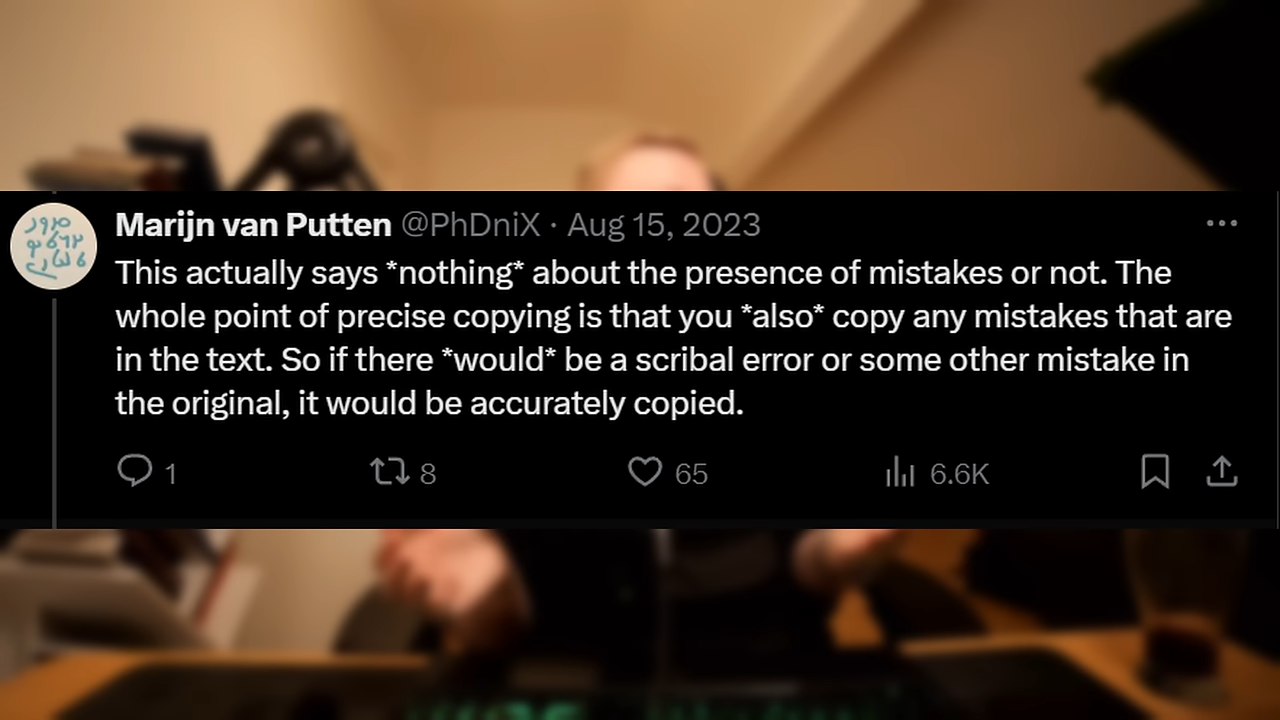 Marijn van Putten @PhDniX · Aug 15, 2023
This actually says *nothing* about the presence of mistakes or not. The
whole point of precise copying is that you *also* copy any mistakes that are
in the text. So if there *would* be a scribal error or some other mistake in
the original, it would be accurately copied.
1 8 65 6.6K